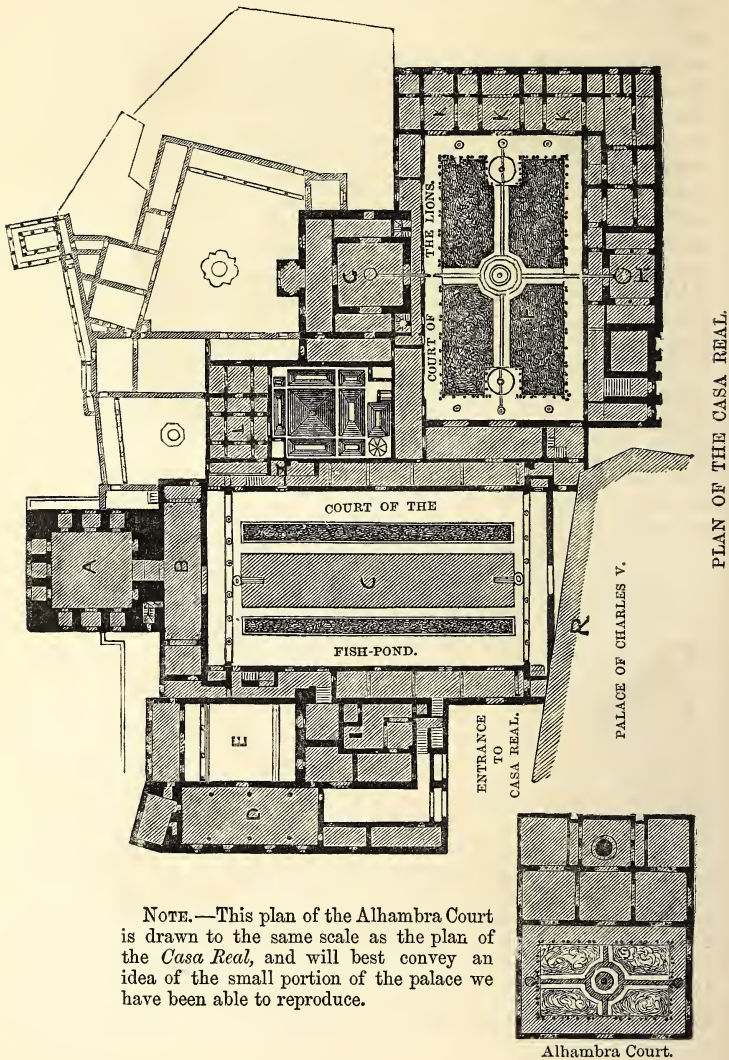 PLAN OF THE CASA REAL.
K
K
K
COURT OF
THE LIONS.
G
F
H
L
A
B
COURT OF THE
C
FISH-POND.
R
PALACE OF CHARLES V.
E
D
ENTRANCE
TO
CASA REAL.
NOTE.—This plan of the Alhambra Court
is drawn to the same scale as the plan of
the Casa Real, and will best convey an
idea of the small portion of the palace we
have been able to reproduce.
Alhambra Court.